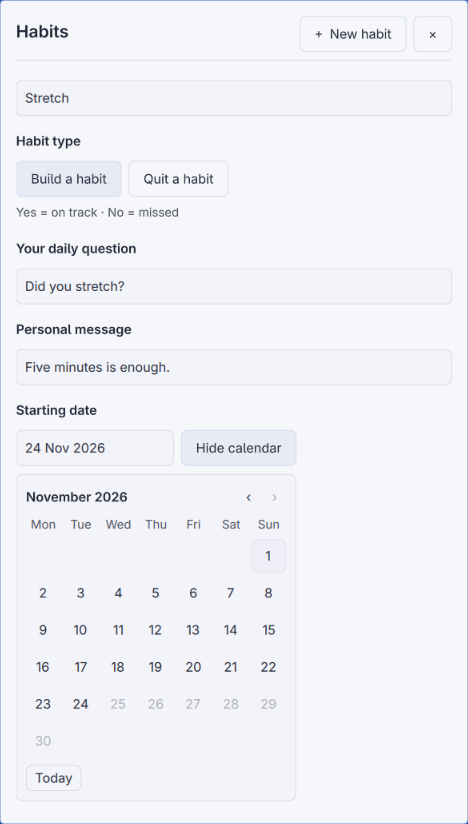 Habits
+ New habit ×
Stretch
Habit type
Build a habit Quit a habit
Yes = on track · No = missed
Your daily question
Did you stretch?
Personal message
Five minutes is enough.
Starting date
24 Nov 2026 Hide calendar
November 2026 ‹ ›
Mon Tue Wed Thu Fri Sat Sun
1
2 3 4 5 6 7 8
9 10 11 12 13 14 15
16 17 18 19 20 21 22
23 24 25 26 27 28 29
30
Today